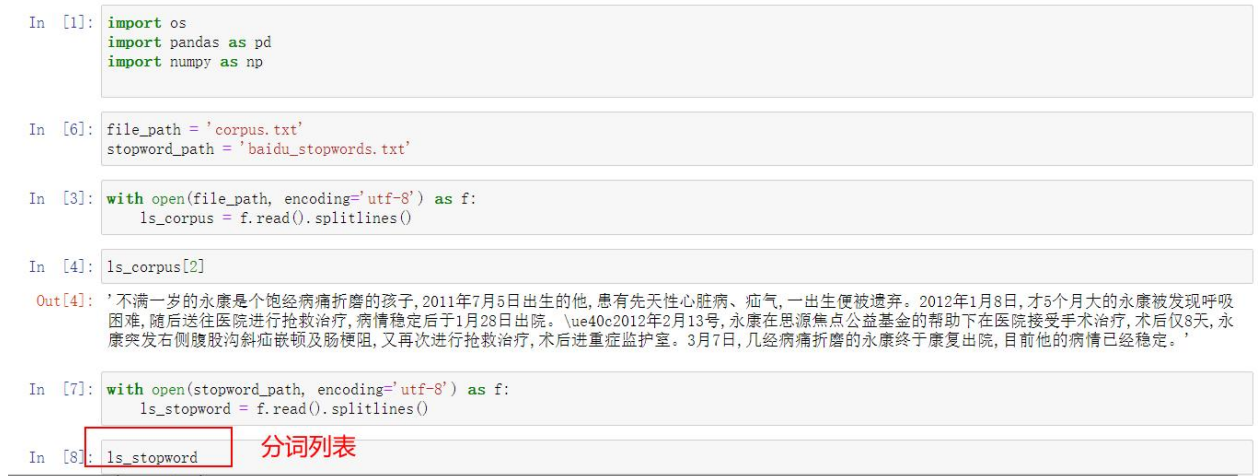 In [1]: import os
import pandas as pd
import numpy as np
In [6]: file_path = 'corpus.txt'
stopword_path = 'baidu_stopwords.txt'
In [3]: with open(file_path, encoding='utf-8') as f:
ls_corpus = f.read().splitlines()
In [4]: ls_corpus[2]
Out[4]: '不满一岁的永康是个饱经病痛折磨的孩子,2011年7月5日出生的他,患有先天性心脏病、疝气,一出生便被遗弃。2012年1月8日,才5个月大的永康被发现呼吸
困难,随后送往医院进行抢救治疗,病情稳定后于1月28日出院。\ue40c2012年2月13号,永康在思源焦点公益基金的帮助下在医院接受手术治疗,术后仅8天,永
康突发右侧腹股沟斜疝嵌顿及肠梗阻,又再次进行抢救治疗,术后进重症监护室。3月7日,几经病痛折磨的永康终于康复出院,目前他的病情已经稳定。'
In [7]: with open(stopword_path, encoding='utf-8') as f:
ls_stopword = f.read().splitlines()
In [8]: ls_stopword 分词列表